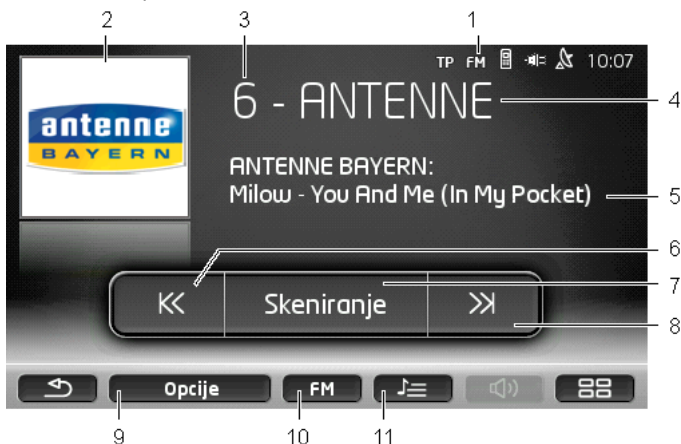 2 3 1
TP FM 10:07
6 - ANTENNE
4
antenne
BAYERN
ANTENNE BAYERN:
Milow - You And Me (In My Pocket)
5
6
Skeniranje
7
8
Opcije FM
9 10 11